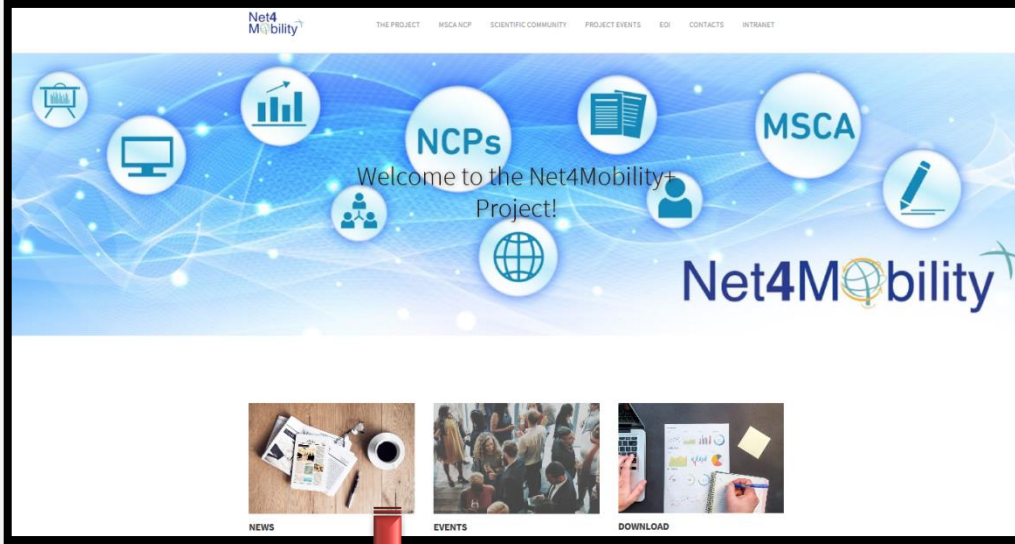 Net4
Mobility+
THE PROJECT MSCA NCP SCIENTIFIC COMMUNITY PROJECT EVENTS EOI CONTACTS INTRANET
NCPs
MSCA
Welcome to the Net4Mobility+
Project!
Net4Mobility+
NEWS EVENTS DOWNLOAD